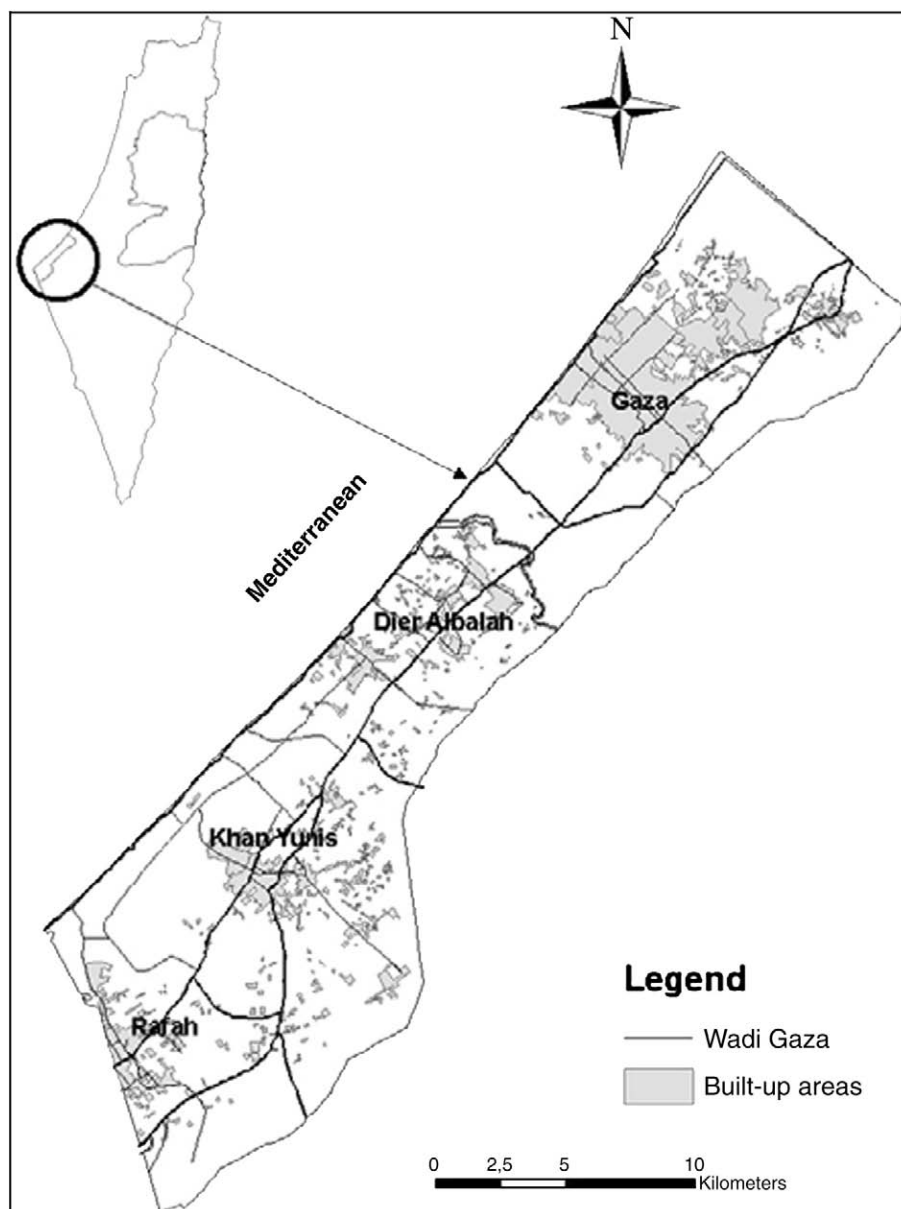 N
Gaza
Mediterranean
Dier Albalah
Khan Yunis
Rafah
Legend
Wadi Gaza
Built-up areas
0 2,5 5 10
Kilometers